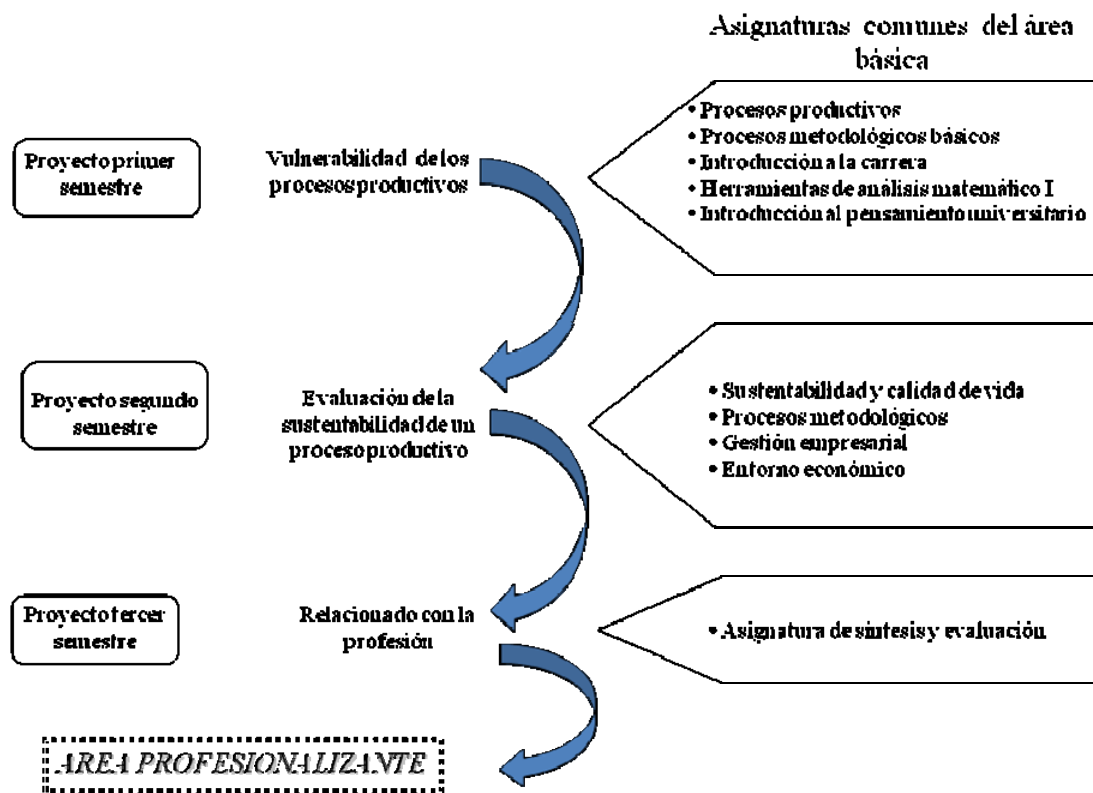 Asignaturas comunes del área
básica
Proyecto primer
semestre
Vulnerabilidad de los
procesos productivos
• Procesos productivos
• Procesos metodológicos básicos
• Introducción a la carrera
• Herramientas de análisis matemático I
• Introducción al pensamiento universitario
Proyecto segundo
semestre
Evaluación de la
sustentabilidad de un
proceso productivo
• Sustentabilidad y calidad de vida
• Procesos metodológicos
• Gestión empresarial
• Entorno económico
Proyecto tercer
semestre
Relacionado con la
profesión
• Asignatura de síntesis y evaluación
AREA PROFESIONALIZANTE